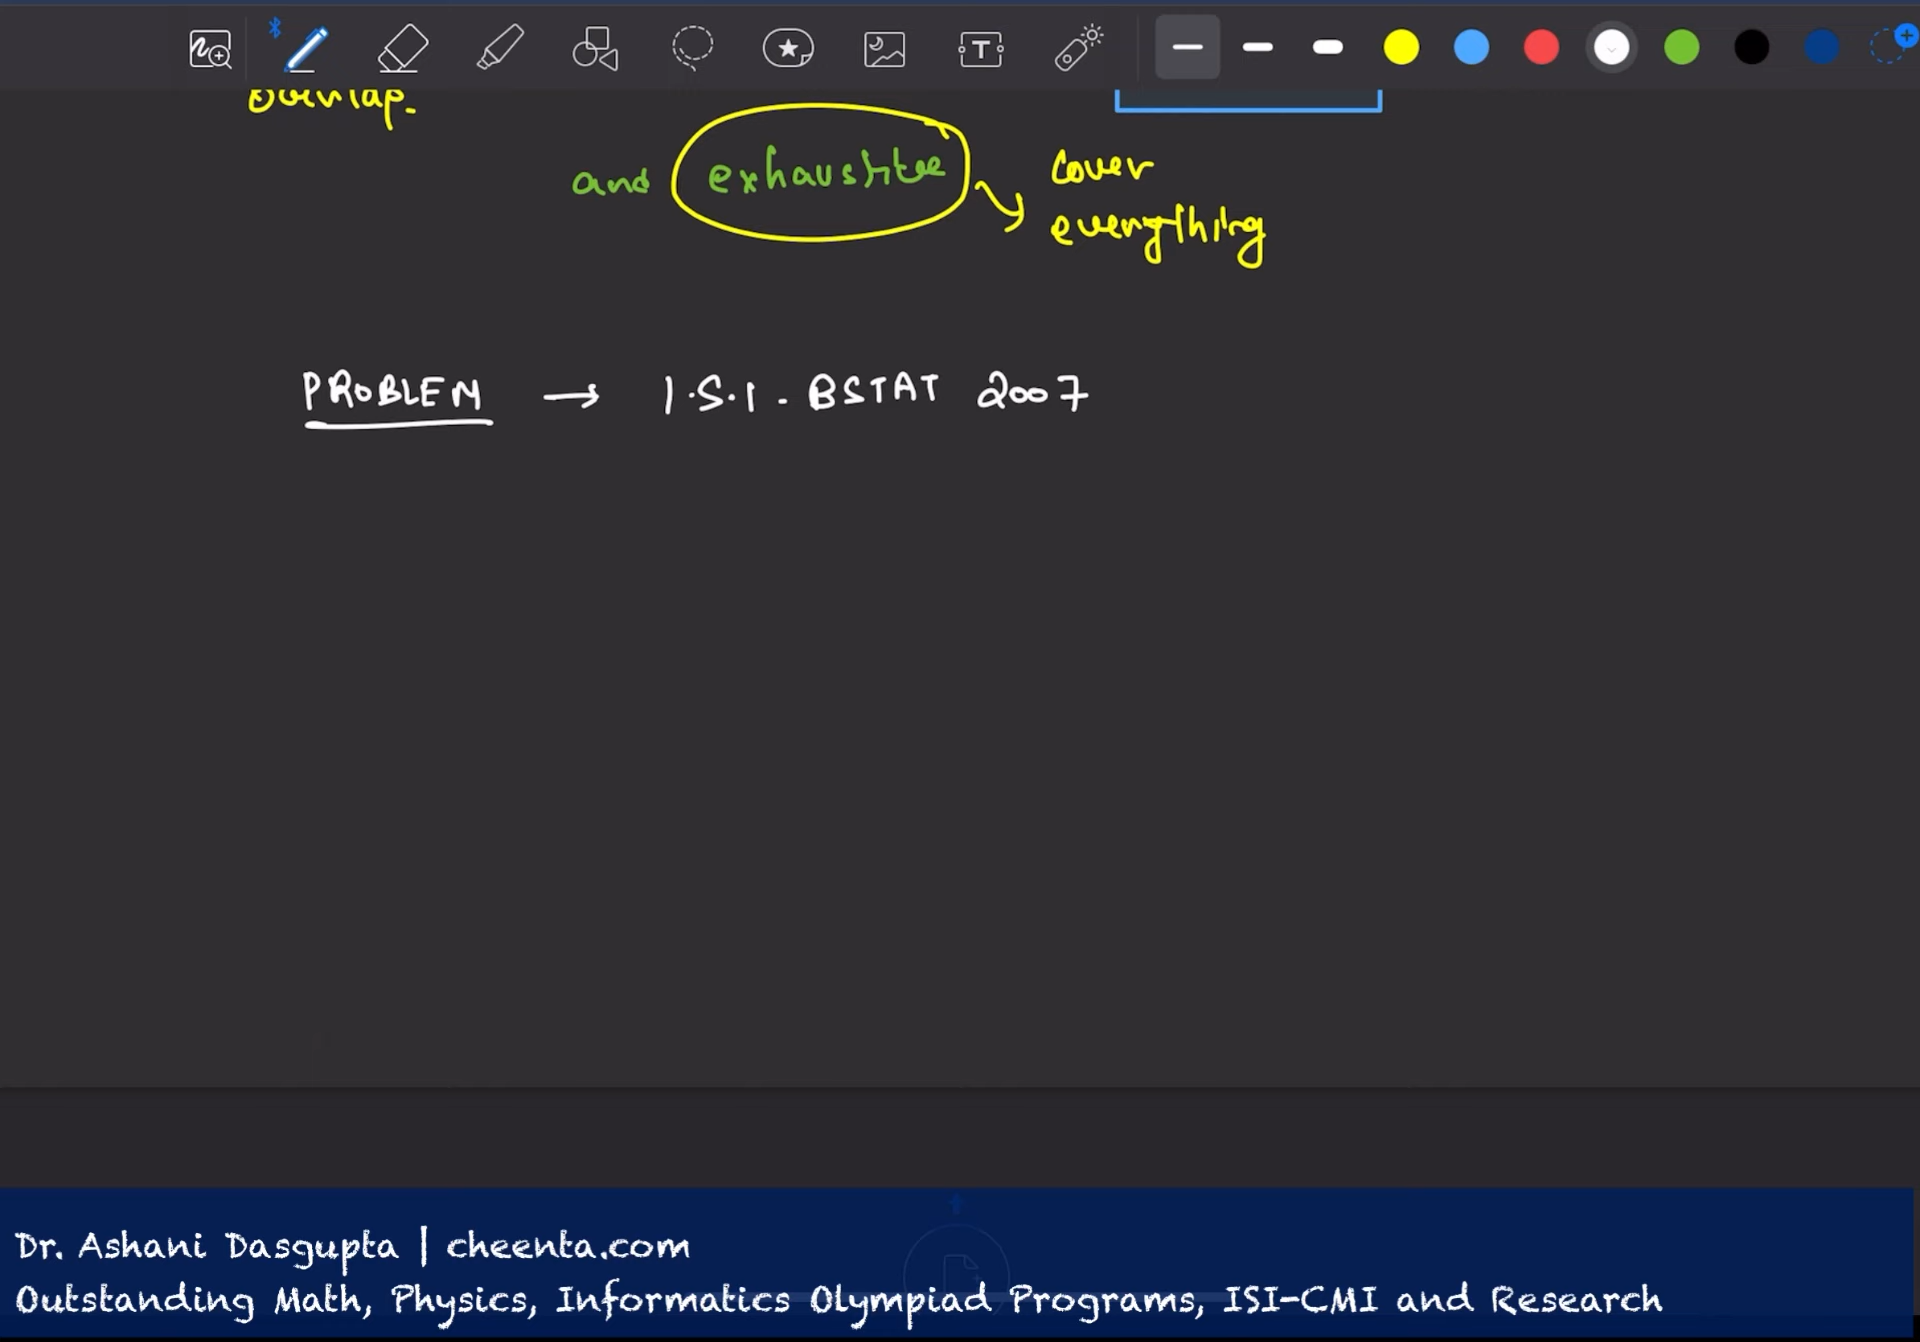 overlap.
and exhaustive
cover
everything
PROBLEM → I.S.I. BSTAT 2007
Dr. Ashani Dasgupta | cheenta.com
Outstanding Math, Physics, Informatics Olympiad Programs, ISI-CMI and Research